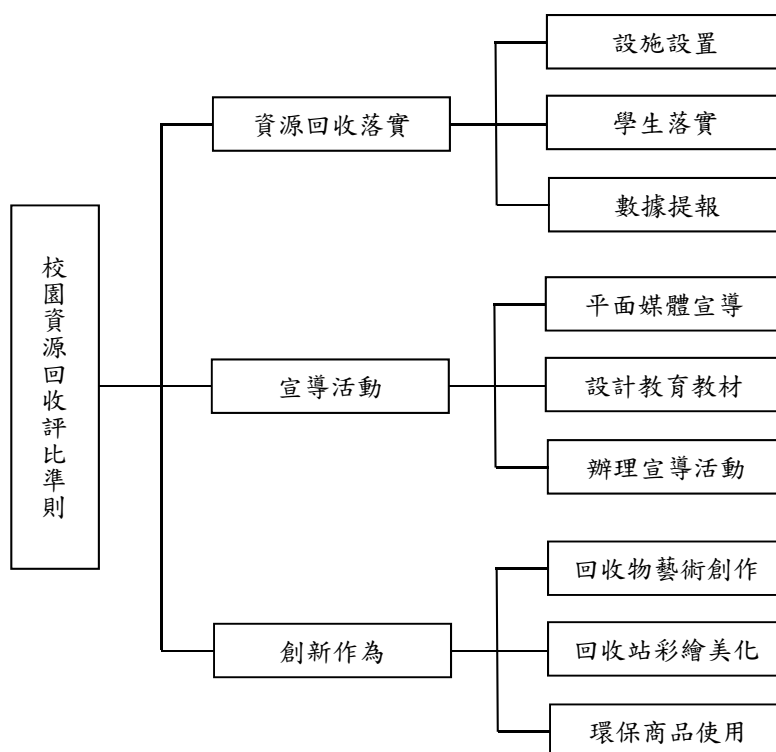 校園資源回收評比準則
資源回收落實
設施設置
學生落實
數據提報
宣導活動
平面媒體宣導
設計教育教材
辦理宣導活動
創新作為
回收物藝術創作
回收站彩繪美化
環保商品使用